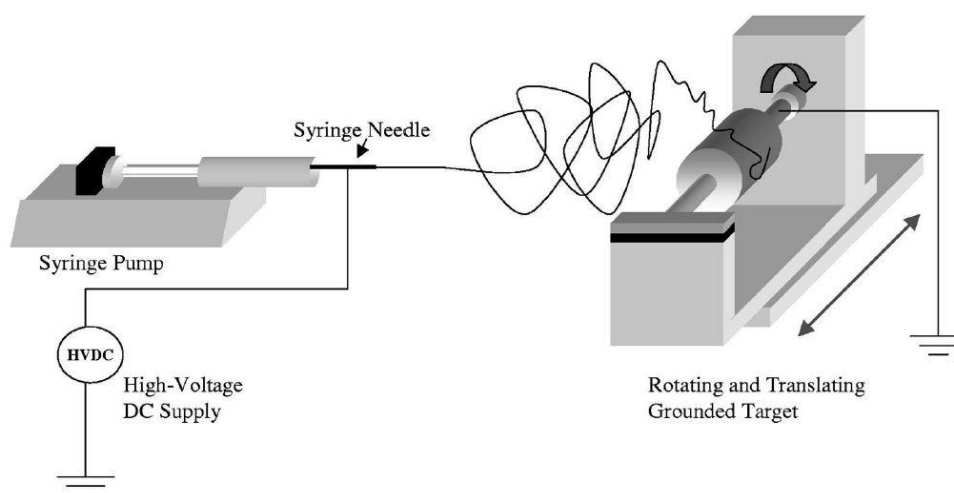 Syringe Needle
Syringe Pump
HVDC
High-Voltage
DC Supply
Rotating and Translating
Grounded Target